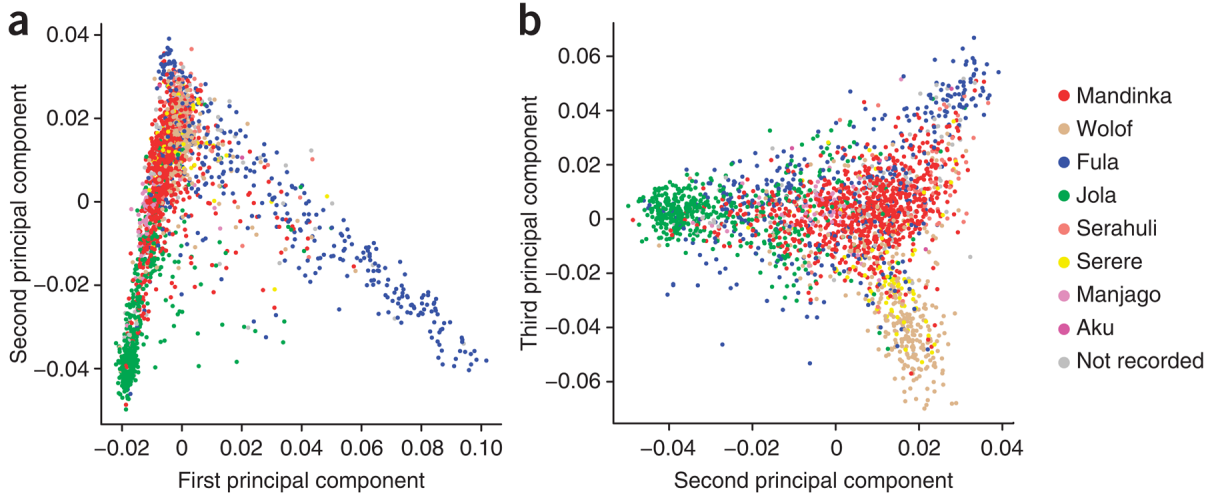 a
0.04
0.02
0
−0.02
−0.04
Second principal component
−0.02
0
0.02
0.04
0.06
0.08
0.10
First principal component
b
0.06
0.04
0.02
0
−0.02
−0.04
−0.06
Third principal component
−0.04
−0.02
0
0.02
0.04
Second principal component
Mandinka
Wolof
Fula
Jola
Serahuli
Serere
Manjago
Aku
Not recorded